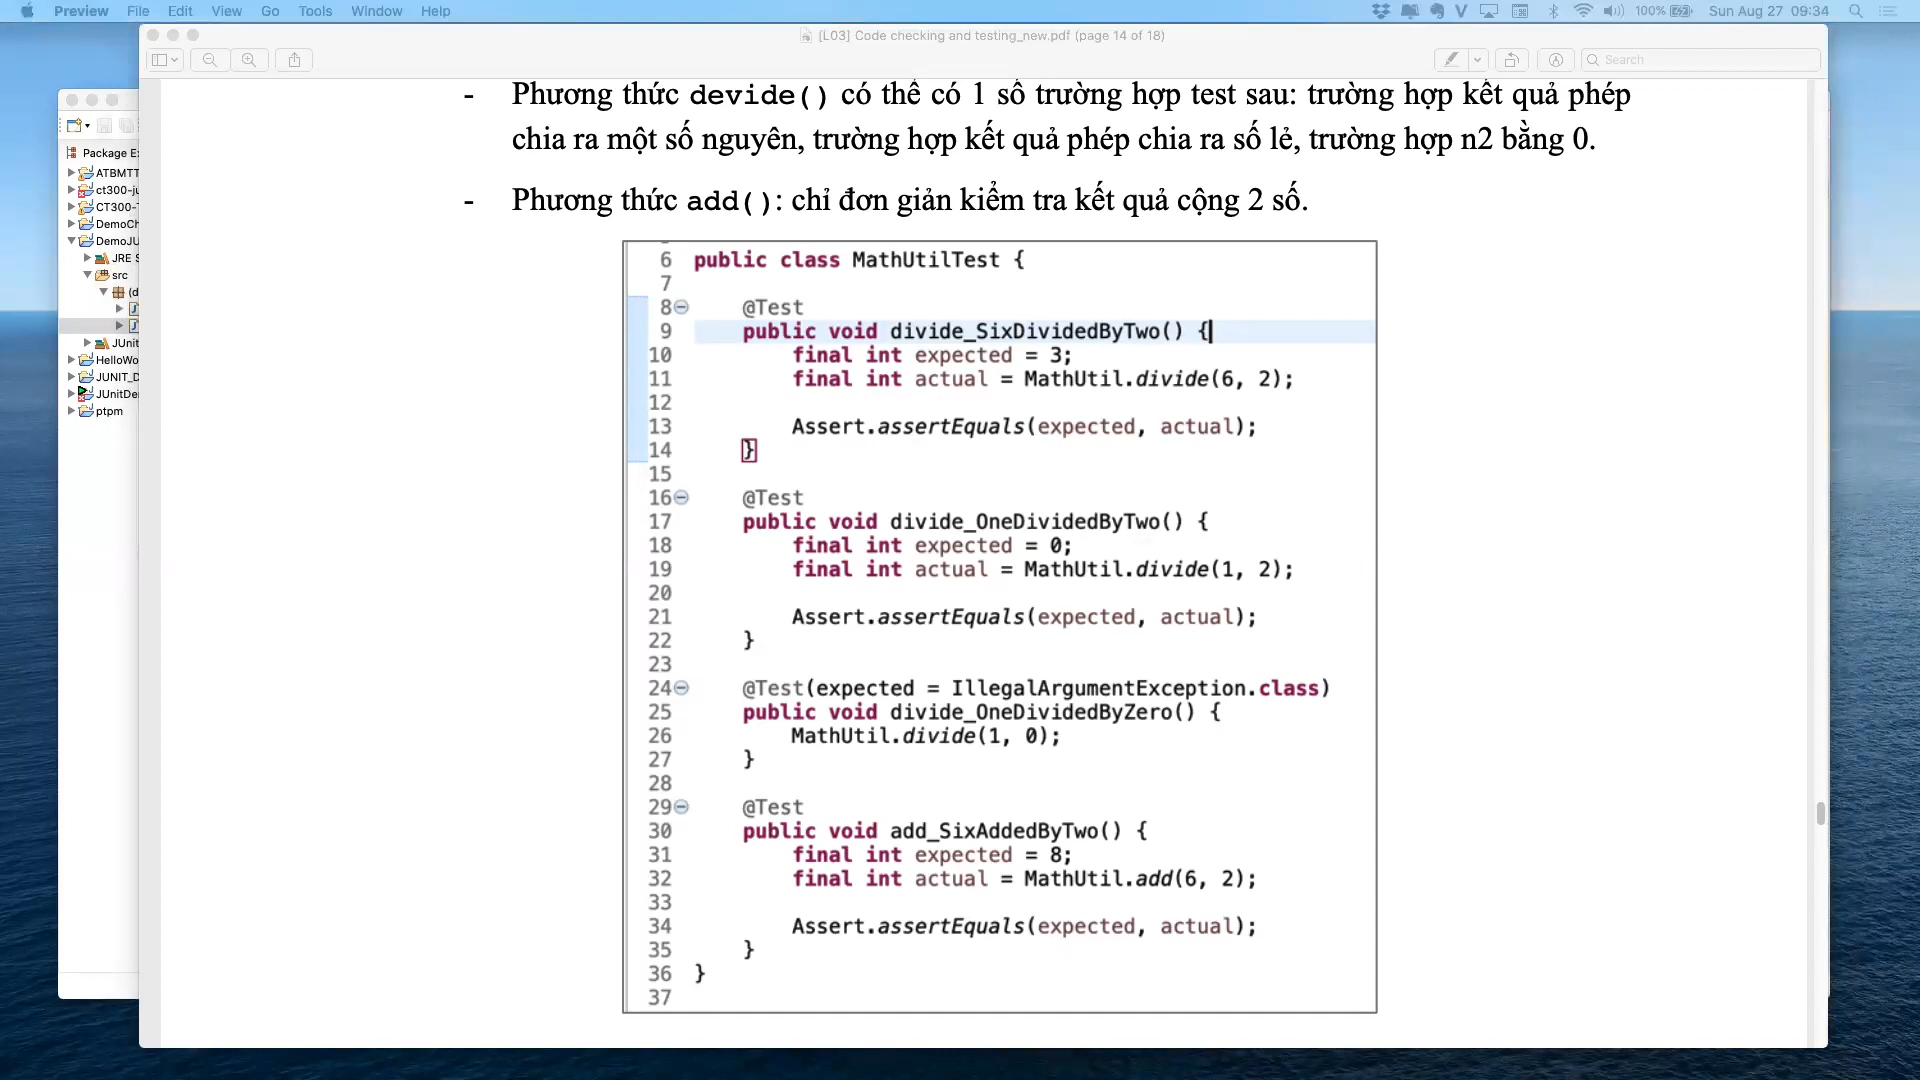 Preview File Edit View Go Tools Window Help 100% Sun Aug 27 09:34
[L03] Code checking and testing_new.pdf (page 14 of 18)
Search
Package Ex
ATBMTT
ct300-ju
CT300-T
DemoCh
DemoJU
JRE S
src
(d
JUnit
HelloWo
JUNIT_D
JUnitDe
ptpm
- Phương thức devide() có thể có 1 số trường hợp test sau: trường hợp kết quả phép
chia ra một số nguyên, trường hợp kết quả phép chia ra số lẻ, trường hợp n2 bằng 0.
- Phương thức add(): chỉ đơn giản kiểm tra kết quả cộng 2 số.
6 public class MathUtilTest {
7
8 @Test
9 public void divide_SixDividedByTwo() {
10 final int expected = 3;
11 final int actual = MathUtil.divide(6, 2);
12
13 Assert.assertEquals(expected, actual);
14 }
15
16 @Test
17 public void divide_OneDividedByTwo() {
18 final int expected = 0;
19 final int actual = MathUtil.divide(1, 2);
20
21 Assert.assertEquals(expected, actual);
22 }
23
24 @Test(expected = IllegalArgumentException.class)
25 public void divide_OneDividedByZero() {
26 MathUtil.divide(1, 0);
27 }
28
29 @Test
30 public void add_SixAddedByTwo() {
31 final int expected = 8;
32 final int actual = MathUtil.add(6, 2);
33
34 Assert.assertEquals(expected, actual);
35 }
36 }
37